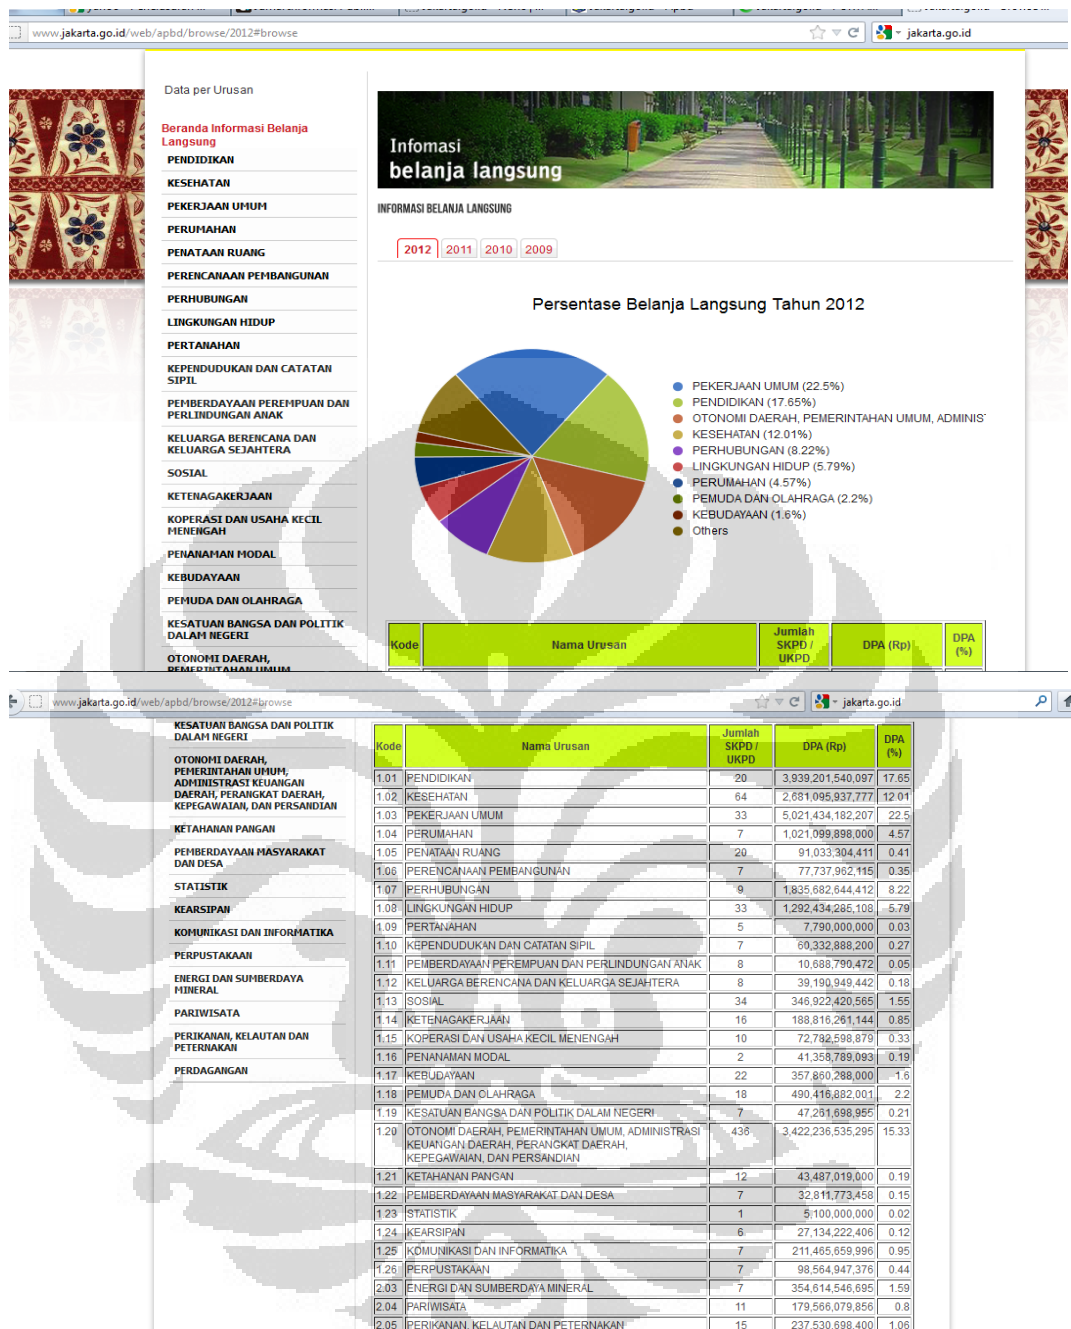 www.jakarta.go.id/web/apbd/browse/2012#browse
jakarta.go.id
Data per Urusan
Beranda Informasi Belanja
Langsung
PENDIDIKAN
KESEHATAN
PEKERJAAN UMUM
PERUMAHAN
PENATAAN RUANG
PERENCANAAN PEMBANGUNAN
PERHUBUNGAN
LINGKUNGAN HIDUP
PERTANAHAN
KEPENDUDUKAN DAN CATATAN
SIPIL
PEMBERDAYAAN PEREMPUAN DAN
PERLINDUNGAN ANAK
KELUARGA BERENCANA DAN
KELUARGA SEJAHTERA
SOSIAL
KETENAGAKERJAAN
KOPERASI DAN USAHA KECIL
MENENGAH
PENANAMAN MODAL
KEBUDAYAAN
PEMUDA DAN OLAHRAGA
KESATUAN BANGSA DAN POLITIK
DALAM NEGERI
OTONOMI DAERAH,
PEMERINTAHAN UMUM
Infomasi
belanja langsung
INFORMASI BELANJA LANGSUNG
2012 2011 2010 2009
Persentase Belanja Langsung Tahun 2012
PEKERJAAN UMUM (22.5%)
PENDIDIKAN (17.65%)
OTONOMI DAERAH, PEMERINTAHAN UMUM, ADMINIS
KESEHATAN (12.01%)
PERHUBUNGAN (8.22%)
LINGKUNGAN HIDUP (5.79%)
PERUMAHAN (4.57%)
PEMUDA DAN OLAHRAGA (2.2%)
KEBUDAYAAN (1.6%)
Others
Kode Nama Urusan Jumlah SKPD / UKPD DPA (Rp) DPA (%)
www.jakarta.go.id/web/apbd/browse/2012#browse
jakarta.go.id
KESATUAN BANGSA DAN POLITIK
DALAM NEGERI
OTONOMI DAERAH,
PEMERINTAHAN UMUM,
ADMINISTRASI KEUANGAN
DAERAH, PERANGKAT DAERAH,
KEPEGAWAIAN, DAN PERSANDIAN
KETAHANAN PANGAN
PEMBERDAYAAN MASYARAKAT
DAN DESA
STATISTIK
KEARSIPAN
KOMUNIKASI DAN INFORMATIKA
PERPUSTAKAAN
ENERGI DAN SUMBERDAYA
MINERAL
PARIWISATA
PERIKANAN, KELAUTAN DAN
PETERNAKAN
PERDAGANGAN
Kode Nama Urusan Jumlah SKPD / UKPD DPA (Rp) DPA (%)
1.01 PENDIDIKAN 20 3,939,201,540,097 17.65
1.02 KESEHATAN 64 2,681,095,937,777 12.01
1.03 PEKERJAAN UMUM 33 5,021,434,182,207 22.5
1.04 PERUMAHAN 7 1,021,099,898,000 4.57
1.05 PENATAAN RUANG 20 91,033,304,411 0.41
1.06 PERENCANAAN PEMBANGUNAN 7 77,737,962,115 0.35
1.07 PERHUBUNGAN 9 1,835,682,644,412 8.22
1.08 LINGKUNGAN HIDUP 33 1,292,434,285,108 5.79
1.09 PERTANAHAN 5 7,790,000,000 0.03
1.10 KEPENDUDUKAN DAN CATATAN SIPIL 7 60,332,888,200 0.27
1.11 PEMBERDAYAAN PEREMPUAN DAN PERLINDUNGAN ANAK 8 10,688,790,472 0.05
1.12 KELUARGA BERENCANA DAN KELUARGA SEJAHTERA 8 39,190,949,442 0.18
1.13 SOSIAL 34 346,922,420,565 1.55
1.14 KETENAGAKERJAAN 16 188,816,261,144 0.85
1.15 KOPERASI DAN USAHA KECIL MENENGAH 10 72,782,598,879 0.33
1.16 PENANAMAN MODAL 2 41,358,789,093 0.19
1.17 KEBUDAYAAN 22 357,860,288,000 1.6
1.18 PEMUDA DAN OLAHRAGA 18 490,416,882,001 2.2
1.19 KESATUAN BANGSA DAN POLITIK DALAM NEGERI 7 47,261,698,955 0.21
1.20 OTONOMI DAERAH, PEMERINTAHAN UMUM, ADMINISTRASI 436 3,422,236,535,295 15.33
KEUANGAN DAERAH, PERANGKAT DAERAH,
KEPEGAWAIAN, DAN PERSANDIAN
1.21 KETAHANAN PANGAN 12 43,487,019,000 0.19
1.22 PEMBERDAYAAN MASYARAKAT DAN DESA 7 32,811,773,458 0.15
1.23 STATISTIK 1 5,100,000,000 0.02
1.24 KEARSIPAN 6 27,134,222,406 0.12
1.25 KOMUNIKASI DAN INFORMATIKA 7 211,465,659,996 0.95
1.26 PERPUSTAKAAN 7 98,564,947,376 0.44
2.03 ENERGI DAN SUMBERDAYA MINERAL 7 354,614,546,695 1.59
2.04 PARIWISATA 11 179,566,079,856 0.8
2.05 PERIKANAN, KELAUTAN DAN PETERNAKAN 15 237,530,698,400 1.06